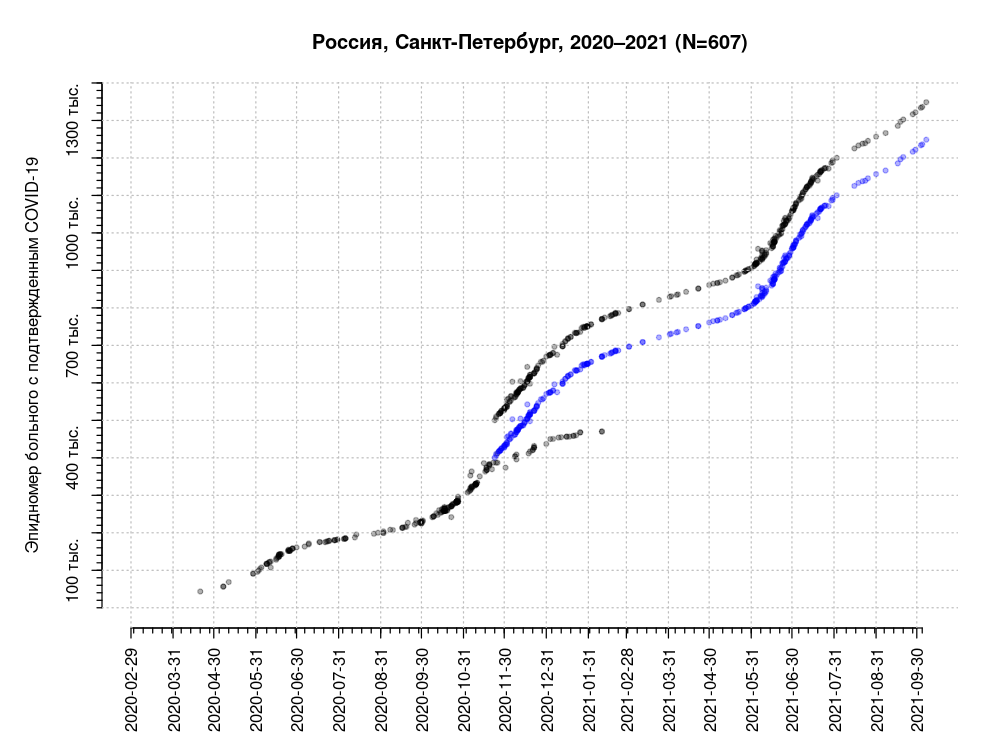 Россия, Санкт-Петербург, 2020–2021 (N=607)
Эпидномер больного с подтвержденным COVID-19
1300 тыс.
1000 тыс.
700 тыс.
400 тыс.
100 тыс.
2020-02-29
2020-03-31
2020-04-30
2020-05-31
2020-06-30
2020-07-31
2020-08-31
2020-09-30
2020-10-31
2020-11-30
2020-12-31
2021-01-31
2021-02-28
2021-03-31
2021-04-30
2021-05-31
2021-06-30
2021-07-31
2021-08-31
2021-09-30